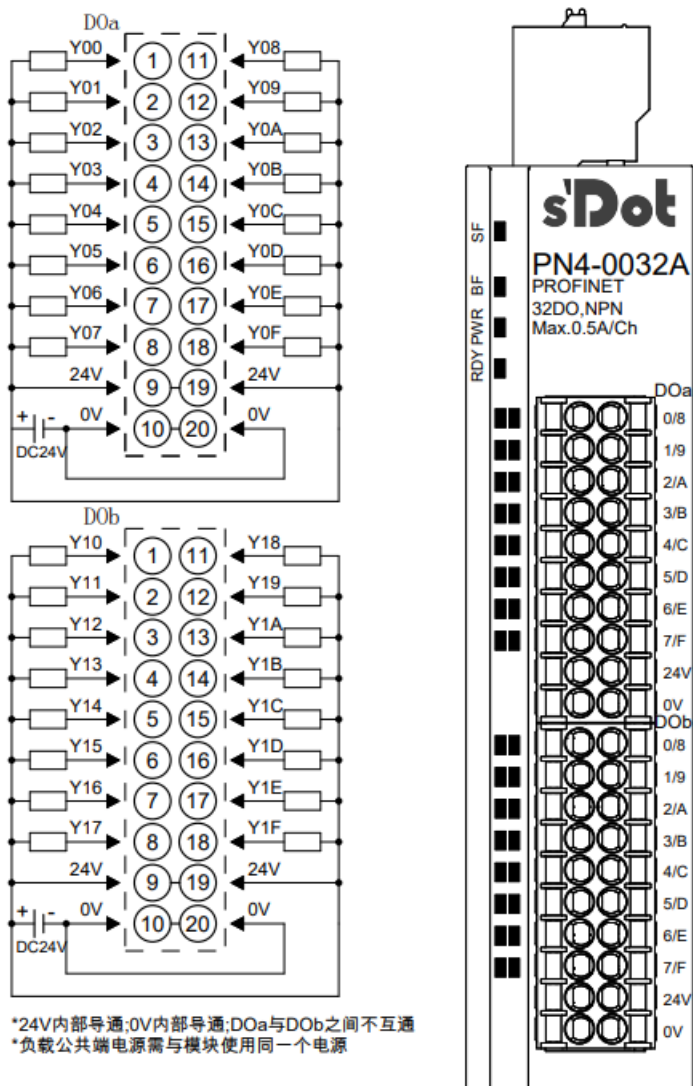 DOa
Y00 1 11 Y08
Y01 2 12 Y09
Y02 3 13 Y0A
Y03 4 14 Y0B
Y04 5 15 Y0C
Y05 6 16 Y0D
Y06 7 17 Y0E
Y07 8 18 Y0F
24V 9 19 24V
+ - 0V 10 20 0V
DC24V
DOb
Y10 1 11 Y18
Y11 2 12 Y19
Y12 3 13 Y1A
Y13 4 14 Y1B
Y14 5 15 Y1C
Y15 6 16 Y1D
Y16 7 17 Y1E
Y17 8 18 Y1F
24V 9 19 24V
+ - 0V 10 20 0V
DC24V
*24V内部导通;0V内部导通;DOa与DOb之间不互通
*负载公共端电源需与模块使用同一个电源
s'Dot
PN4-0032A
PROFINET
32DO,NPN
Max.0.5A/Ch
SF
BF
PWR
RDY
DOa
0/8
1/9
2/A
3/B
4/C
5/D
6/E
7/F
24V
0V
DOb
0/8
1/9
2/A
3/B
4/C
5/D
6/E
7/F
24V
0V